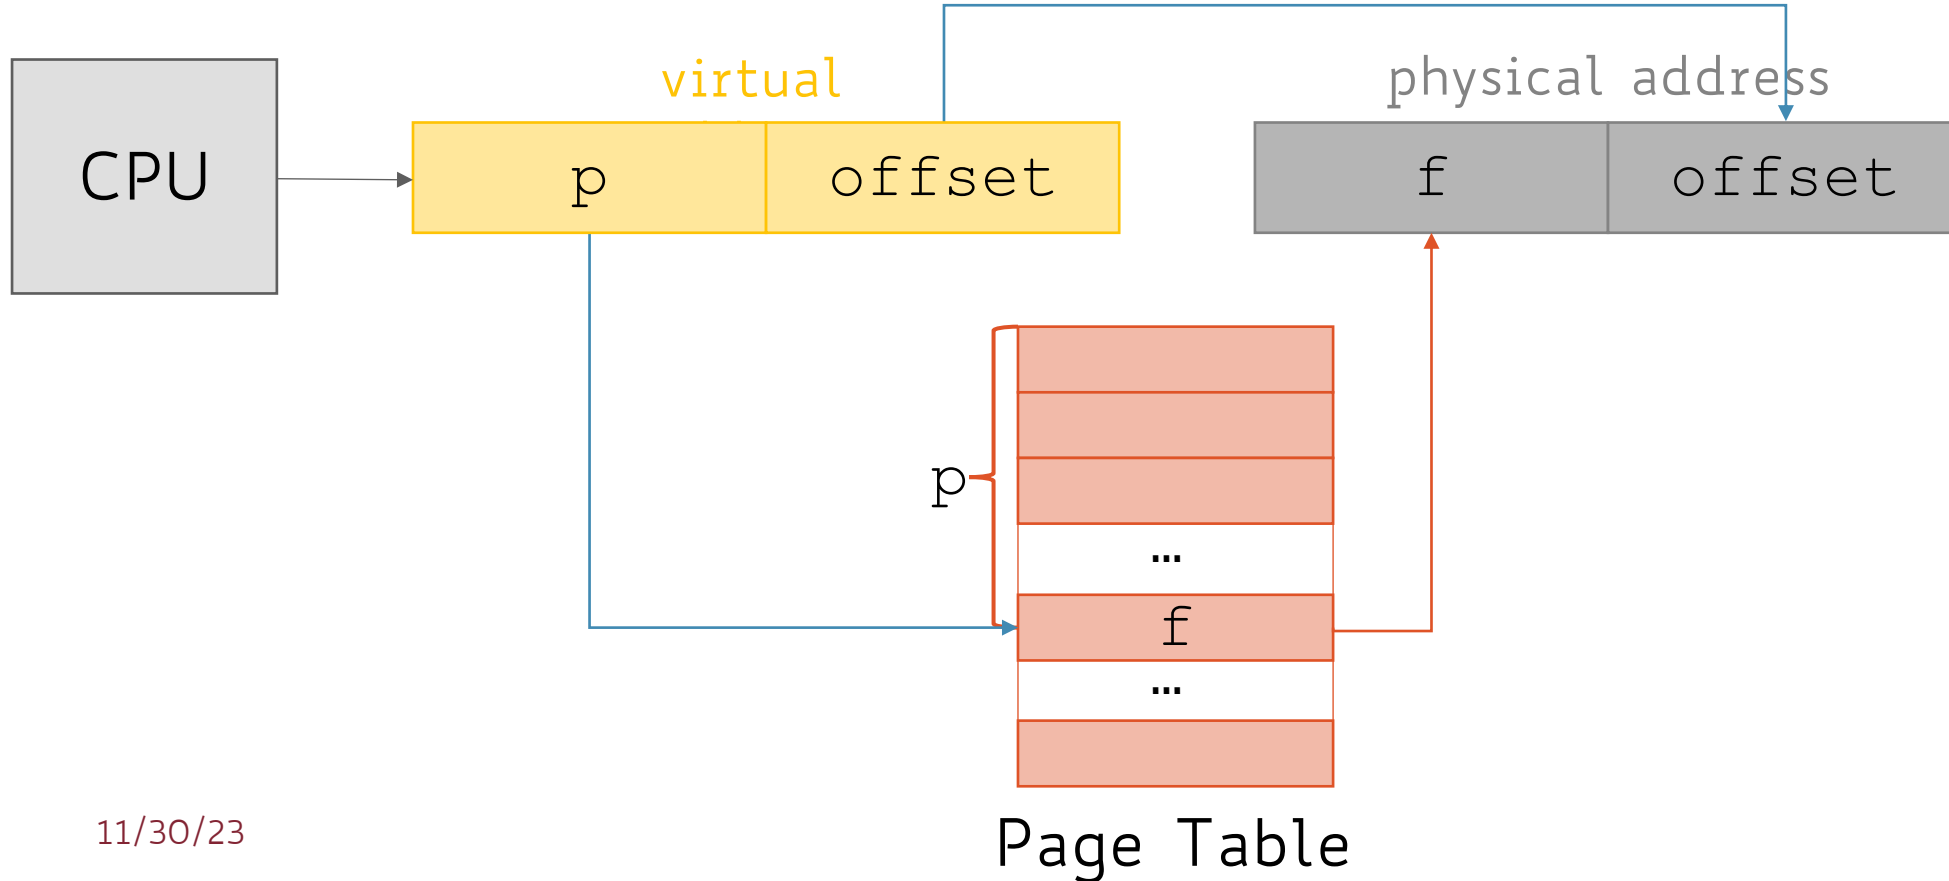 virtual
physical address
CPU
p
offset
f
offset
p
…
f
…
Page Table
11/30/23